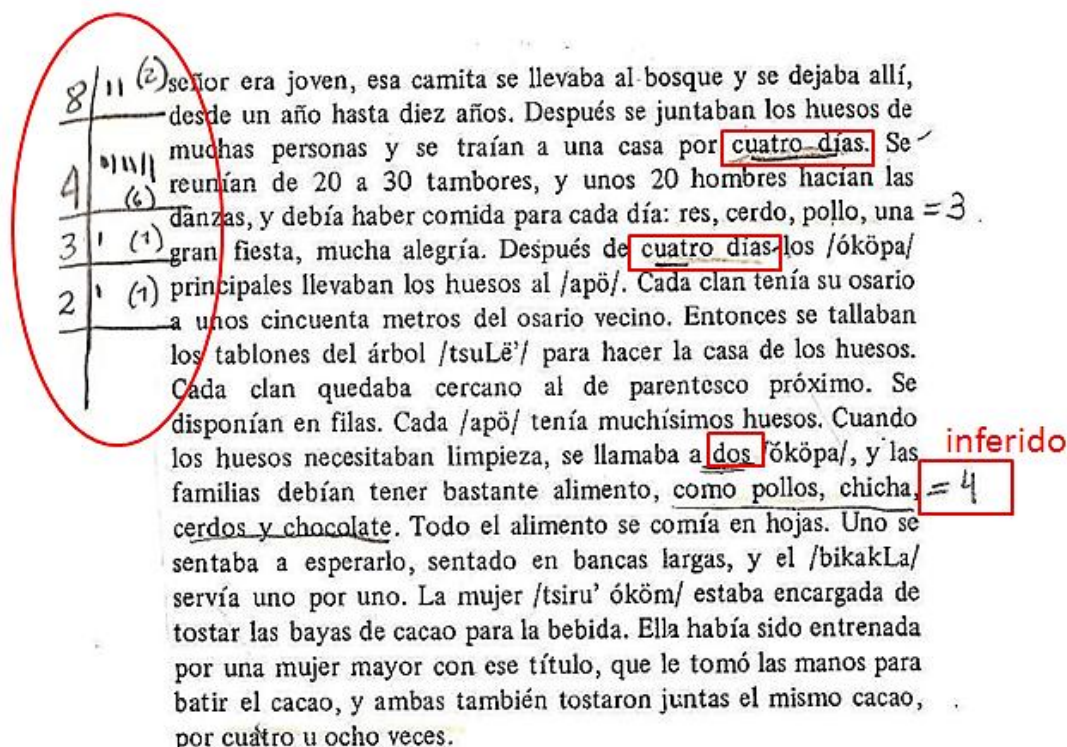 8 | 11 (2)
4 | 11 11 11 (6)
3 | 1 (1)
2 | 1 (1)
señor era joven, esa camita se llevaba al bosque y se dejaba allí,
desde un año hasta diez años. Después se juntaban los huesos de
muchas personas y se traían a una casa por cuatro días. Se
reunían de 20 a 30 tambores, y unos 20 hombres hacían las
danzas, y debía haber comida para cada día: res, cerdo, pollo, una = 3
gran fiesta, mucha alegría. Después de cuatro días los /óköpa/
principales llevaban los huesos al /apö/. Cada clan tenía su osario
a unos cincuenta metros del osario vecino. Entonces se tallaban
los tablones del árbol /tsuLë'/ para hacer la casa de los huesos.
Cada clan quedaba cercano al de parentesco próximo. Se
disponían en filas. Cada /apö/ tenía muchísimos huesos. Cuando
los huesos necesitaban limpieza, se llamaba a dos /óköpa/, y las
inferido
familias debían tener bastante alimento, como pollos, chicha, = 4
cerdos y chocolate. Todo el alimento se comía en hojas. Uno se
sentaba a esperarlo, sentado en bancas largas, y el /bikakLa/
servía uno por uno. La mujer /tsiru' óköm/ estaba encargada de
tostar las bayas de cacao para la bebida. Ella había sido entrenada
por una mujer mayor con ese título, que le tomó las manos para
batir el cacao, y ambas también tostaron juntas el mismo cacao,
por cuatro u ocho veces.